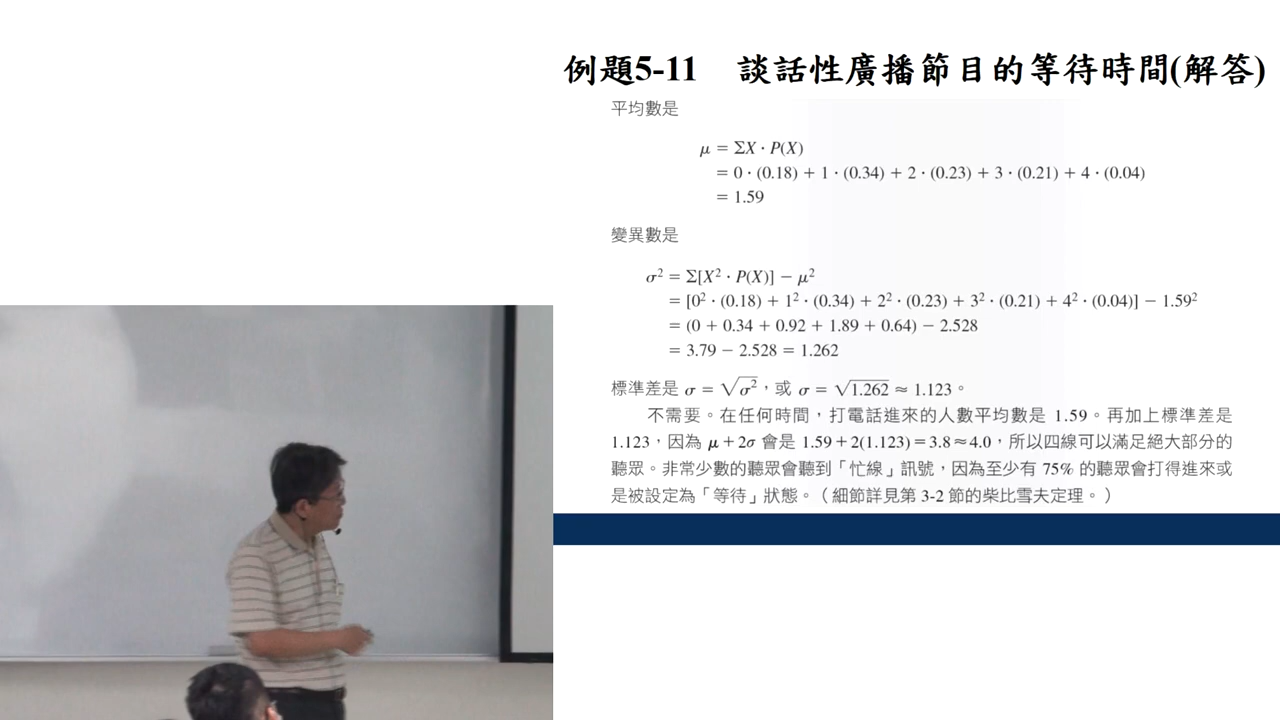 例題5-11 談話性廣播節目的等待時間(解答)
平均數是
μ = ΣX · P(X)
= 0 · (0.18) + 1 · (0.34) + 2 · (0.23) + 3 · (0.21) + 4 · (0.04)
= 1.59
變異數是
σ² = Σ[X² · P(X)] − μ²
= [0² · (0.18) + 1² · (0.34) + 2² · (0.23) + 3² · (0.21) + 4² · (0.04)] − 1.59²
= (0 + 0.34 + 0.92 + 1.89 + 0.64) − 2.528
= 3.79 − 2.528 = 1.262
標準差是 σ = √σ²，或 σ = √1.262 ≈ 1.123。
不需要。在任何時間，打電話進來的人數平均數是 1.59。再加上標準差是
1.123，因為 μ + 2σ 會是 1.59 + 2(1.123) = 3.8 ≈ 4.0，所以四線可以滿足絕大部分的
聽眾。非常少數的聽眾會聽到「忙線」訊號，因為至少有 75% 的聽眾會打得進來或
是被設定為「等待」狀態。（細節詳見第 3-2 節的柴比雪夫定理。）